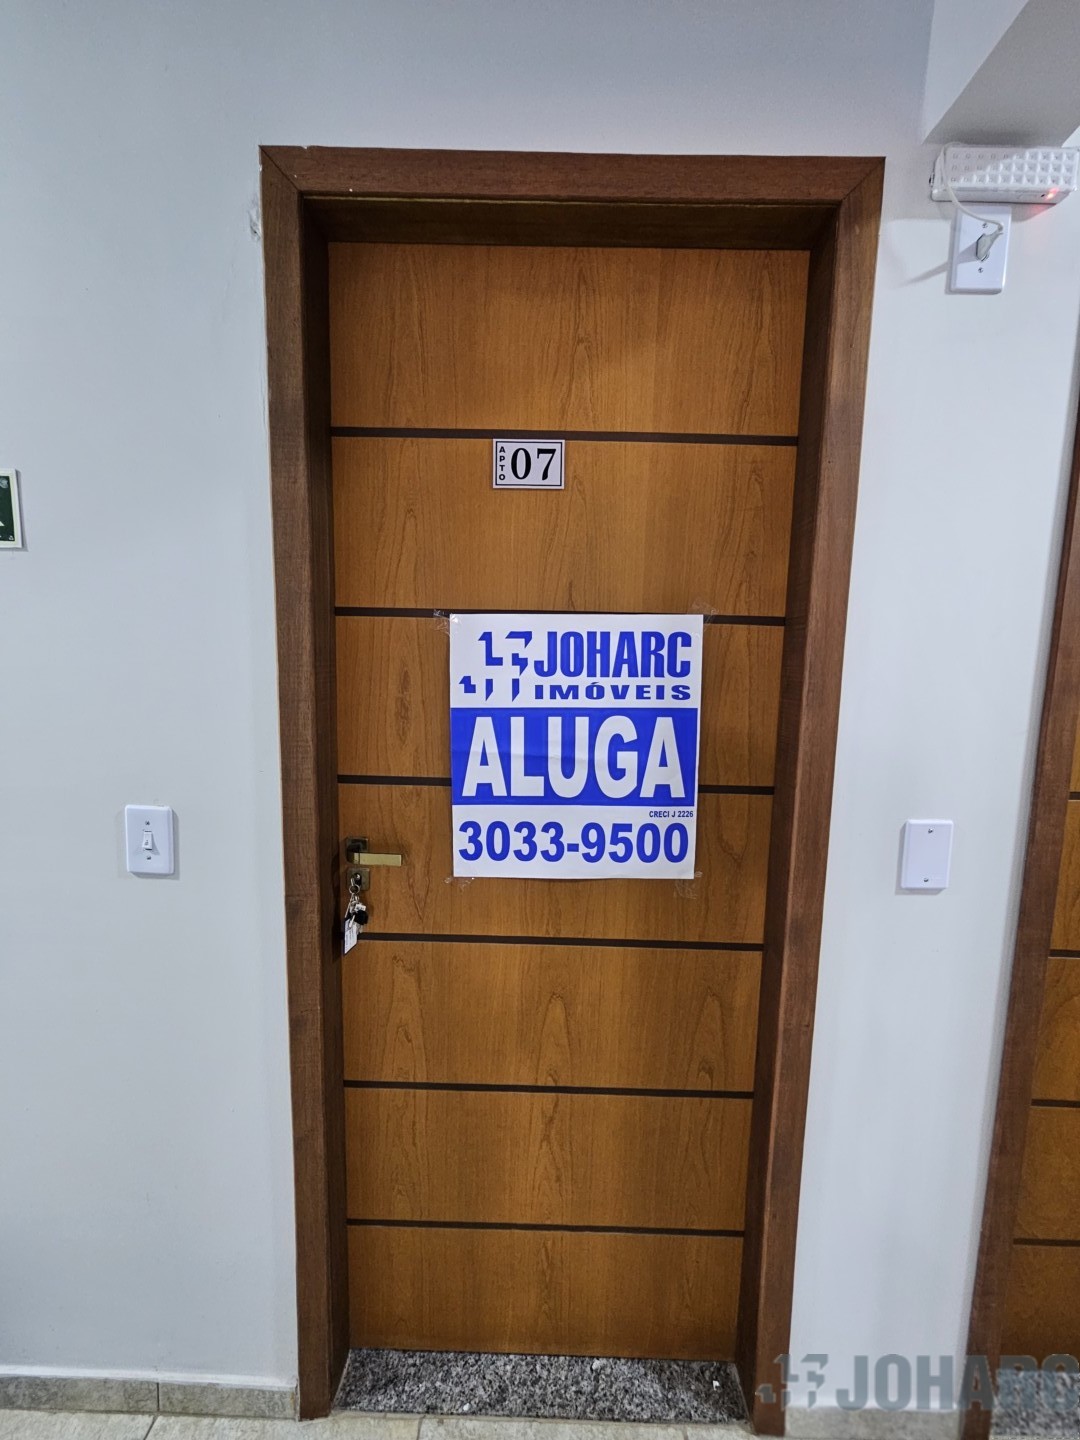 APTO 07
JOHARC
IMÓVEIS
ALUGA
CRECI J 2226
3033-9500
JOHARC